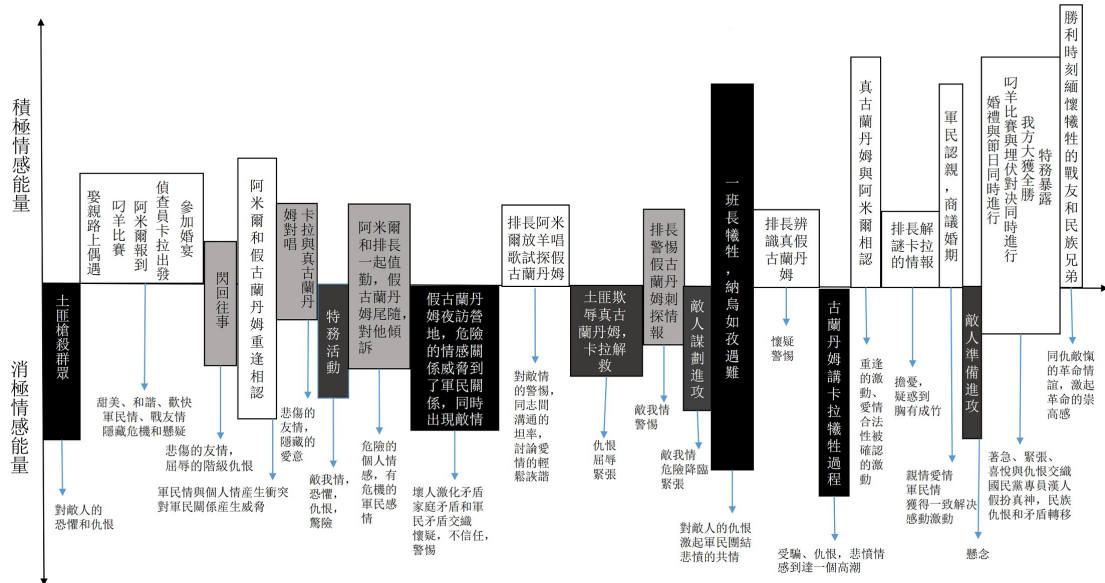 積極情感能量
消極情感能量
土匪槍殺群眾
對敵人的
恐懼和仇恨
娶親路上偶遇
叼羊比賽
阿米爾報到
偵查員卡拉出發
參加婚宴
甜美、和諧、歡快
軍民情、戰友情
隱藏危機和懸疑
閃回往事
悲傷的友情，
屈辱的階級仇恨
阿米爾和假古蘭丹姆重逢相認
軍民情與個人情産生衝突
對軍民關係産生威脅
卡拉與真古蘭丹
姆對唱
悲傷的
友情，
隱藏的
愛意
特務活動
敵我情，
恐懼，
仇恨，
驚險
阿米爾
和排長
一起值
勤，假
古蘭丹
姆尾隨，
對他傾
訴
危險的
個人情
感，有
危機的
軍民感
情
假古蘭丹
姆夜訪營
地，危險
的情感關
係威脅到
了軍民關
係，同時
出現敵情
壞人激化矛盾
家庭矛盾和軍
民矛盾交織
懷疑，不信任，
警惕
排長阿米
爾放羊唱
歌試探假
古蘭丹姆
對敵情
的警惕，
同志間
溝通的
坦率，
討論愛
情的輕
鬆詼諧
土匪欺
辱真古
蘭丹姆，
卡拉解
救
仇恨
屈辱
緊張
排長
警惕
假古
蘭丹
姆刺
探情
報
敵我情
警惕
敵人謀劃進攻
敵我情
危險降臨
緊張
一班長犧牲，納烏如孜遇難
對敵人的仇恨
激起軍民團結
悲憤的共情
排長辨
識真假
古蘭丹
姆
懷疑
警惕
古蘭丹姆講卡拉犧牲過程
受騙、仇恨，悲憤情
感到達一個高潮
真古蘭丹姆與阿米爾相認
重逢的
激動、
愛情合
法性被
確認的
激動
排長解
謎卡拉
的情報
擔憂，
疑惑到
胸有成竹
軍民認親，商議婚期
親情愛情
軍民情
獲得一致解決
感動激動
敵人準備進攻
懸念
婚禮與節日同時進行
叼羊比賽與埋伏對決同時進行
我方大獲全勝
特務暴露
著急、緊張、
喜悅與仇恨交織
國民黨專員漢人
假扮真神，民族
仇恨和矛盾轉移
勝利時刻緬懷犧牲的戰友和民族兄弟
同仇敵愾
的革命情
誼，激起
革命的崇
高感